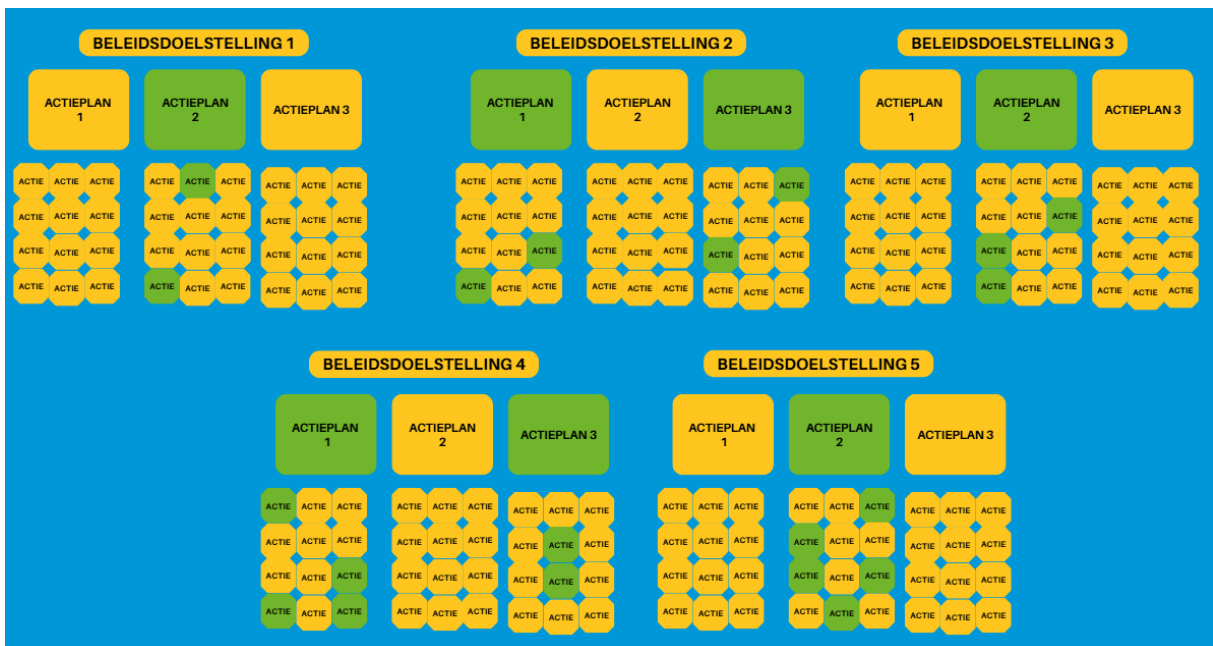 BELEIDSDOELSTELLING 1
ACTIEPLAN
1
ACTIE ACTIE ACTIE
ACTIE ACTIE ACTIE
ACTIE ACTIE ACTIE
ACTIE ACTIE ACTIE
ACTIEPLAN
2
ACTIE ACTIE ACTIE
ACTIE ACTIE ACTIE
ACTIE ACTIE ACTIE
ACTIE ACTIE ACTIE
ACTIEPLAN 3
ACTIE ACTIE ACTIE
ACTIE ACTIE ACTIE
ACTIE ACTIE ACTIE
ACTIE ACTIE ACTIE
BELEIDSDOELSTELLING 2
ACTIEPLAN
1
ACTIE ACTIE ACTIE
ACTIE ACTIE ACTIE
ACTIE ACTIE ACTIE
ACTIE ACTIE ACTIE
ACTIEPLAN
2
ACTIE ACTIE ACTIE
ACTIE ACTIE ACTIE
ACTIE ACTIE ACTIE
ACTIE ACTIE ACTIE
ACTIEPLAN 3
ACTIE ACTIE ACTIE
ACTIE ACTIE ACTIE
ACTIE ACTIE ACTIE
ACTIE ACTIE ACTIE
BELEIDSDOELSTELLING 3
ACTIEPLAN
1
ACTIE ACTIE ACTIE
ACTIE ACTIE ACTIE
ACTIE ACTIE ACTIE
ACTIE ACTIE ACTIE
ACTIEPLAN
2
ACTIE ACTIE ACTIE
ACTIE ACTIE ACTIE
ACTIE ACTIE ACTIE
ACTIE ACTIE ACTIE
ACTIEPLAN 3
ACTIE ACTIE ACTIE
ACTIE ACTIE ACTIE
ACTIE ACTIE ACTIE
ACTIE ACTIE ACTIE
BELEIDSDOELSTELLING 4
ACTIEPLAN
1
ACTIE ACTIE ACTIE
ACTIE ACTIE ACTIE
ACTIE ACTIE ACTIE
ACTIE ACTIE ACTIE
ACTIEPLAN
2
ACTIE ACTIE ACTIE
ACTIE ACTIE ACTIE
ACTIE ACTIE ACTIE
ACTIE ACTIE ACTIE
ACTIEPLAN 3
ACTIE ACTIE ACTIE
ACTIE ACTIE ACTIE
ACTIE ACTIE ACTIE
ACTIE ACTIE ACTIE
BELEIDSDOELSTELLING 5
ACTIEPLAN
1
ACTIE ACTIE ACTIE
ACTIE ACTIE ACTIE
ACTIE ACTIE ACTIE
ACTIE ACTIE ACTIE
ACTIEPLAN
2
ACTIE ACTIE ACTIE
ACTIE ACTIE ACTIE
ACTIE ACTIE ACTIE
ACTIE ACTIE ACTIE
ACTIEPLAN 3
ACTIE ACTIE ACTIE
ACTIE ACTIE ACTIE
ACTIE ACTIE ACTIE
ACTIE ACTIE ACTIE